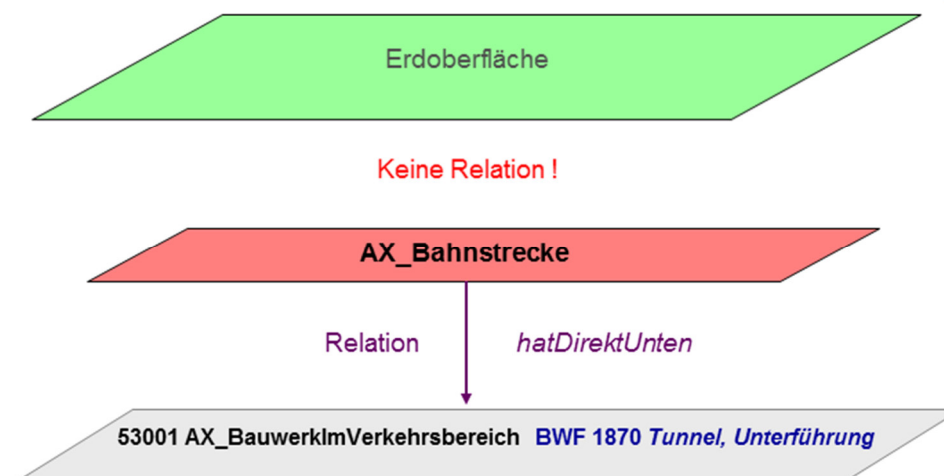 Erdoberfläche
Keine Relation !
AX_Bahnstrecke
Relation hatDirektUnten
53001 AX_BauwerkImVerkehrsbereich BWF 1870 Tunnel, Unterführung